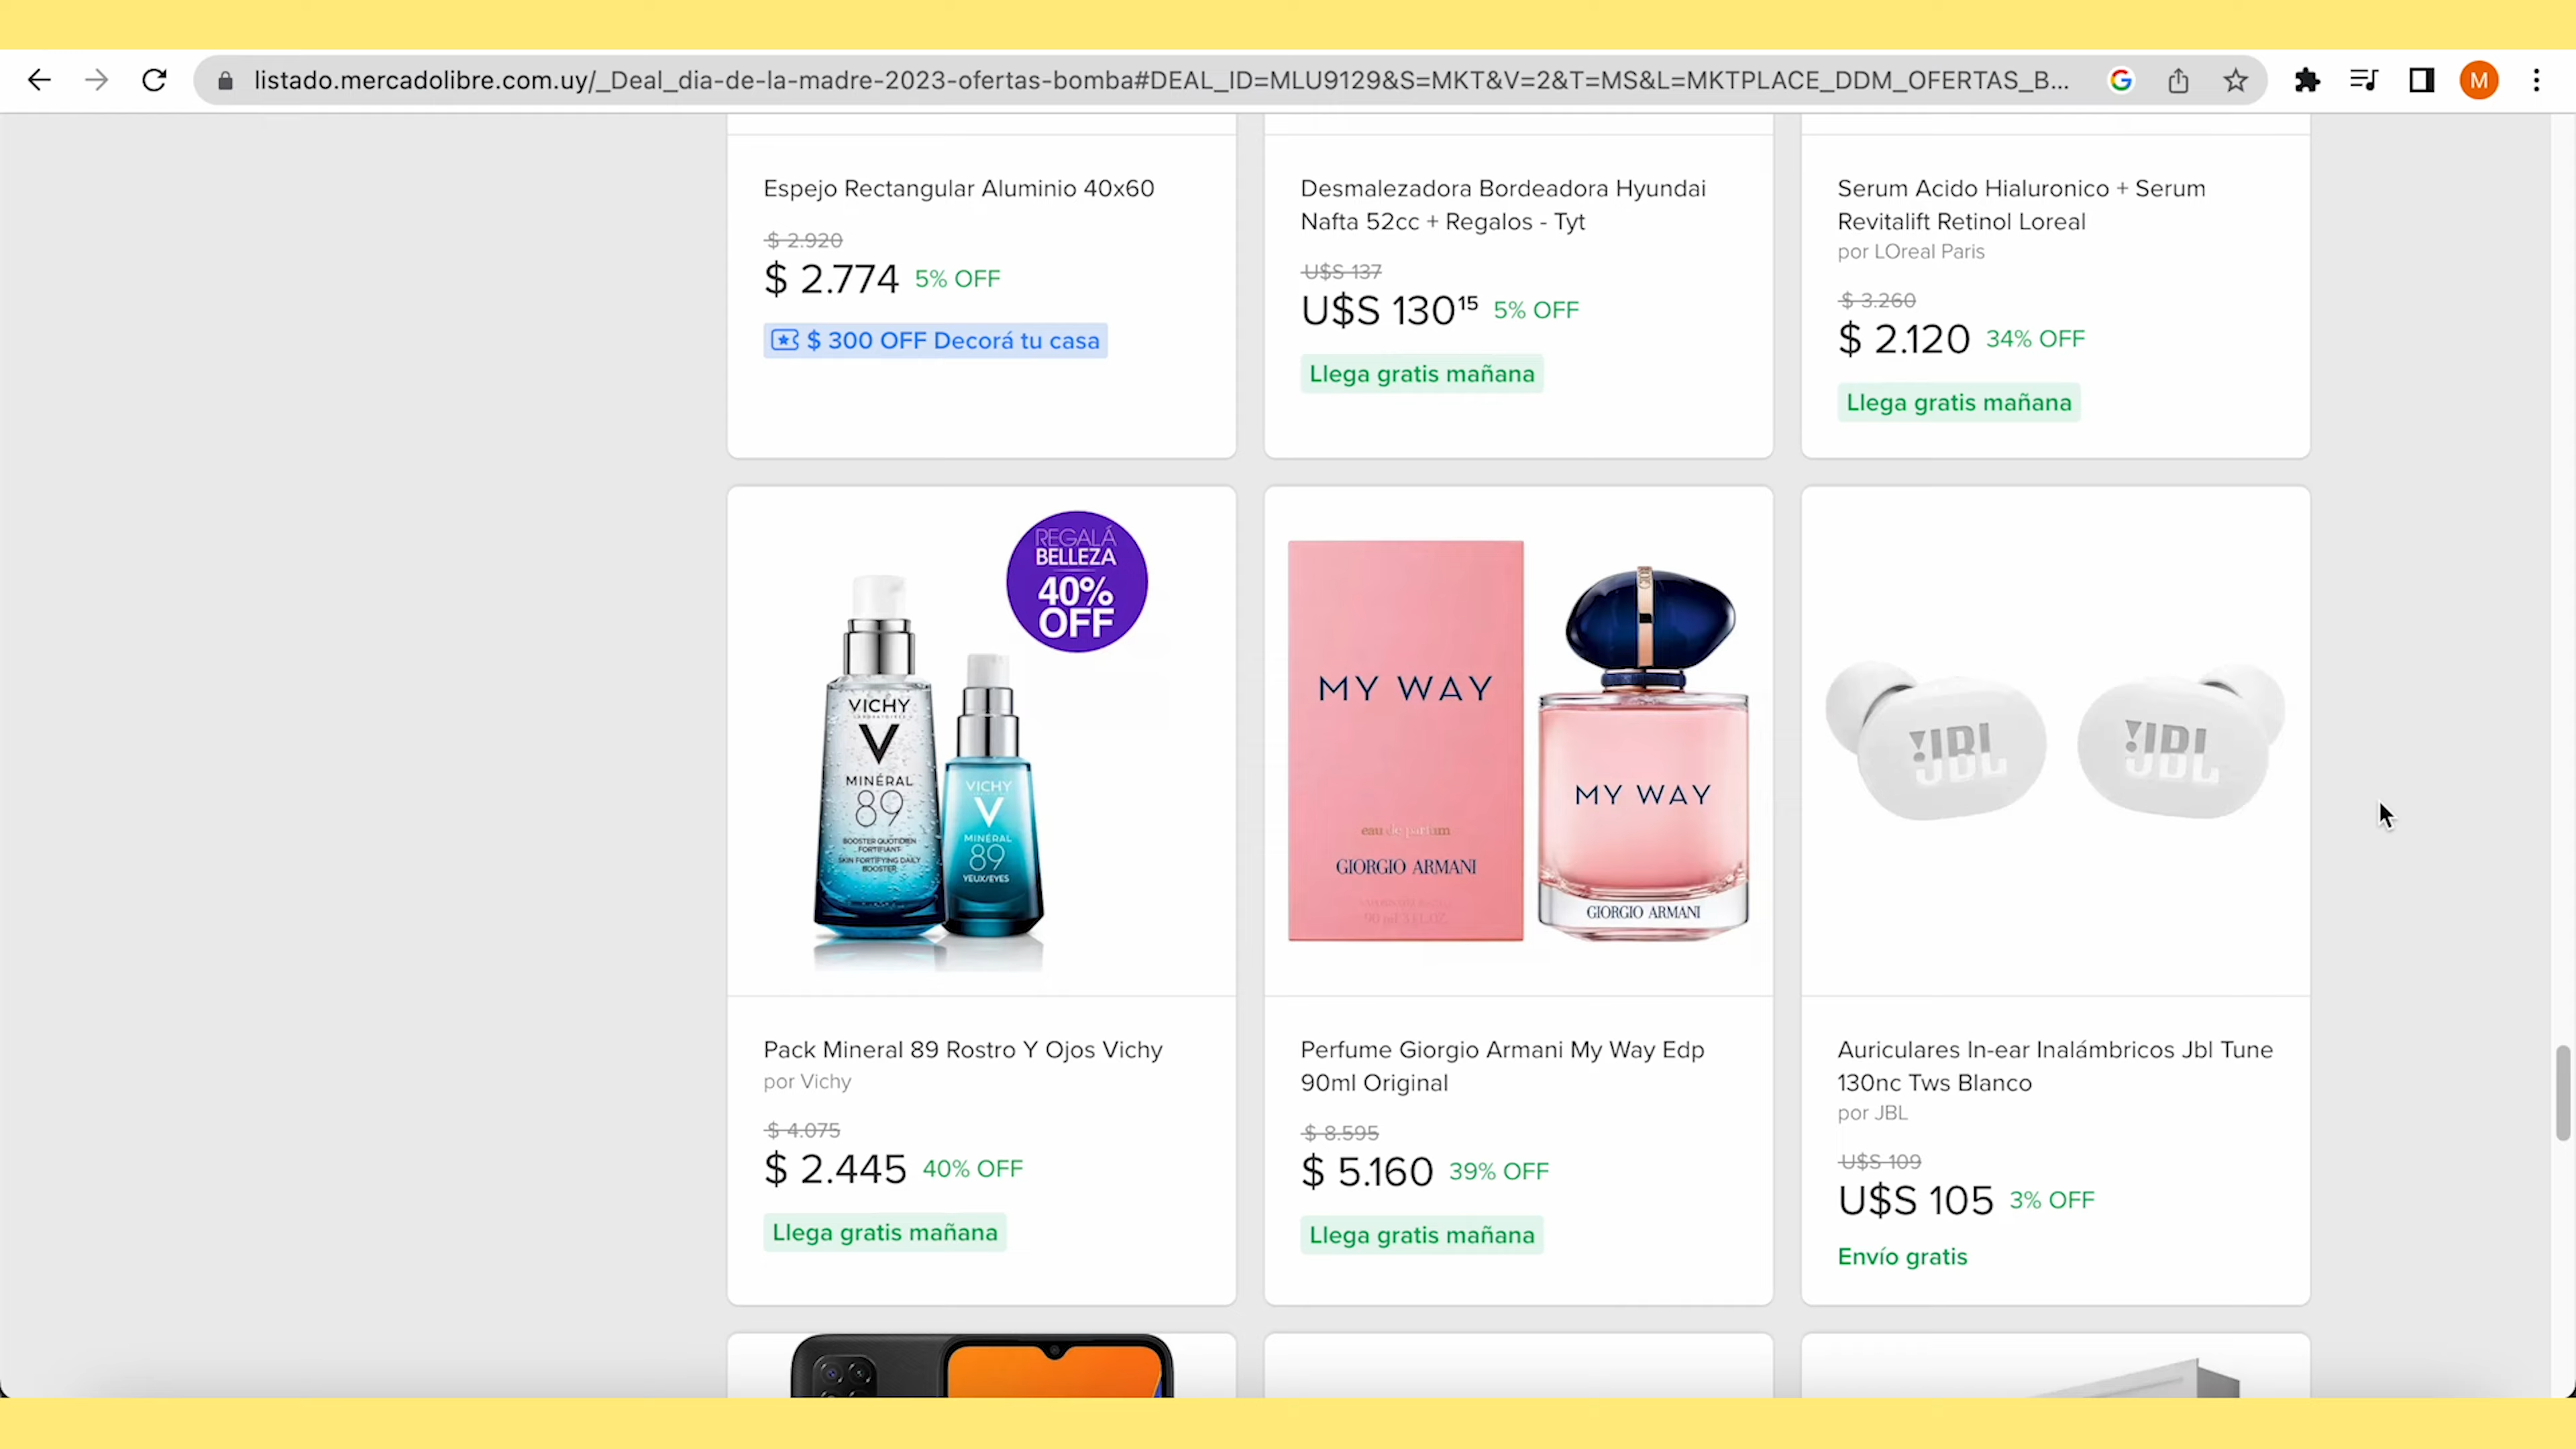 listado.mercadolibre.com.uy/_Deal_dia-de-la-madre-2023-ofertas-bomba#DEAL_ID=MLU9129&S=MKT&V=2&T=MS&L=MKTPLACE_DDM_OFERTAS_B...
M
Espejo Rectangular Aluminio 40x60
$ 2.920
$ 2.774 5% OFF
$ 300 OFF Decorá tu casa
Desmalezadora Bordeadora Hyundai
Nafta 52cc + Regalos - Tyt
U$S 137
U$S 130 15 5% OFF
Llega gratis mañana
Serum Acido Hialuronico + Serum
Revitalift Retinol Loreal
por LOreal Paris
$ 3.260
$ 2.120 34% OFF
Llega gratis mañana
REGALÁ
BELLEZA
40%
OFF
VICHY
LABORATOIRES
V
MINÉRAL
89
BOOSTER QUOTIDIEN
FORTIFIANT
SKIN FORTIFYING DAILY
BOOSTER
VICHY
V
MINÉRAL
89
YEUX/EYES
Pack Mineral 89 Rostro Y Ojos Vichy
por Vichy
$ 4.075
$ 2.445 40% OFF
Llega gratis mañana
MY WAY
eau de parfum
GIORGIO ARMANI
MY WAY
GIORGIO ARMANI
Perfume Giorgio Armani My Way Edp
90ml Original
$ 8.595
$ 5.160 39% OFF
Llega gratis mañana
JBL
JBL
Auriculares In-ear Inalámbricos Jbl Tune
130nc Tws Blanco
por JBL
U$S 109
U$S 105 3% OFF
Envío gratis